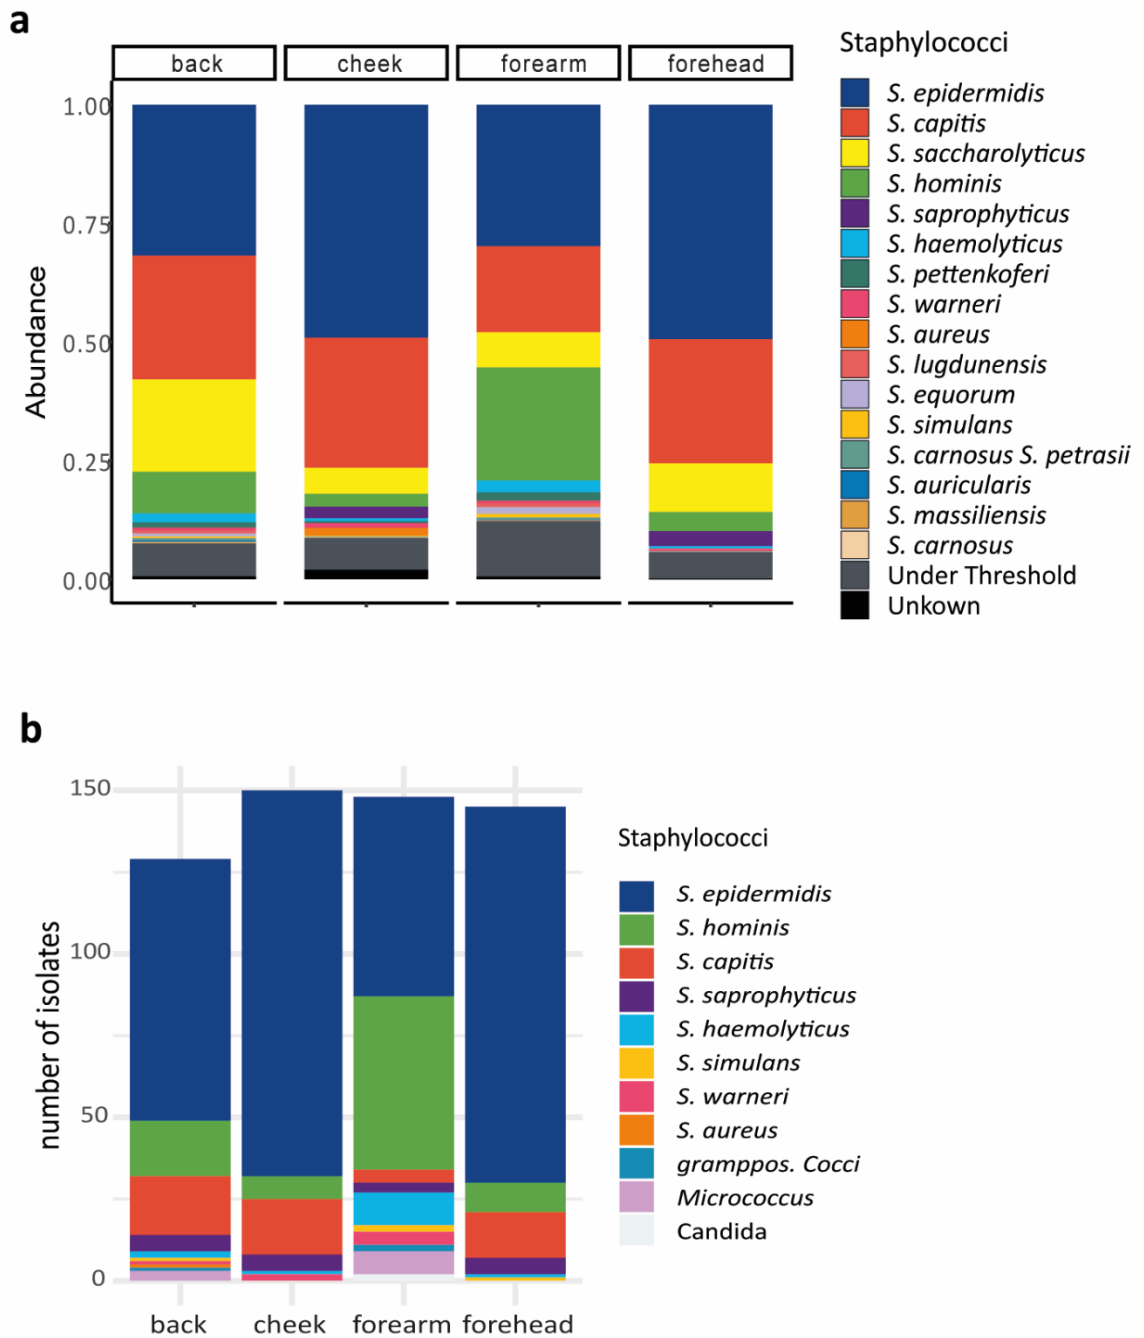 a
back cheek forearm forehead
1.00
0.75
0.50
0.25
0.00
Abundance
Staphylococci
S. epidermidis
S. capitis
S. saccharolyticus
S. hominis
S. saprophyticus
S. haemolyticus
S. pettenkoferi
S. warneri
S. aureus
S. lugdunensis
S. equorum
S. simulans
S. carnosus S. petrasii
S. auricularis
S. massiliensis
S. carnosus
Under Threshold
Unkown
b
150
100
50
0
number of isolates
back cheek forearm forehead
Staphylococci
S. epidermidis
S. hominis
S. capitis
S. saprophyticus
S. haemolyticus
S. simulans
S. warneri
S. aureus
gramppos. Cocci
Micrococcus
Candida